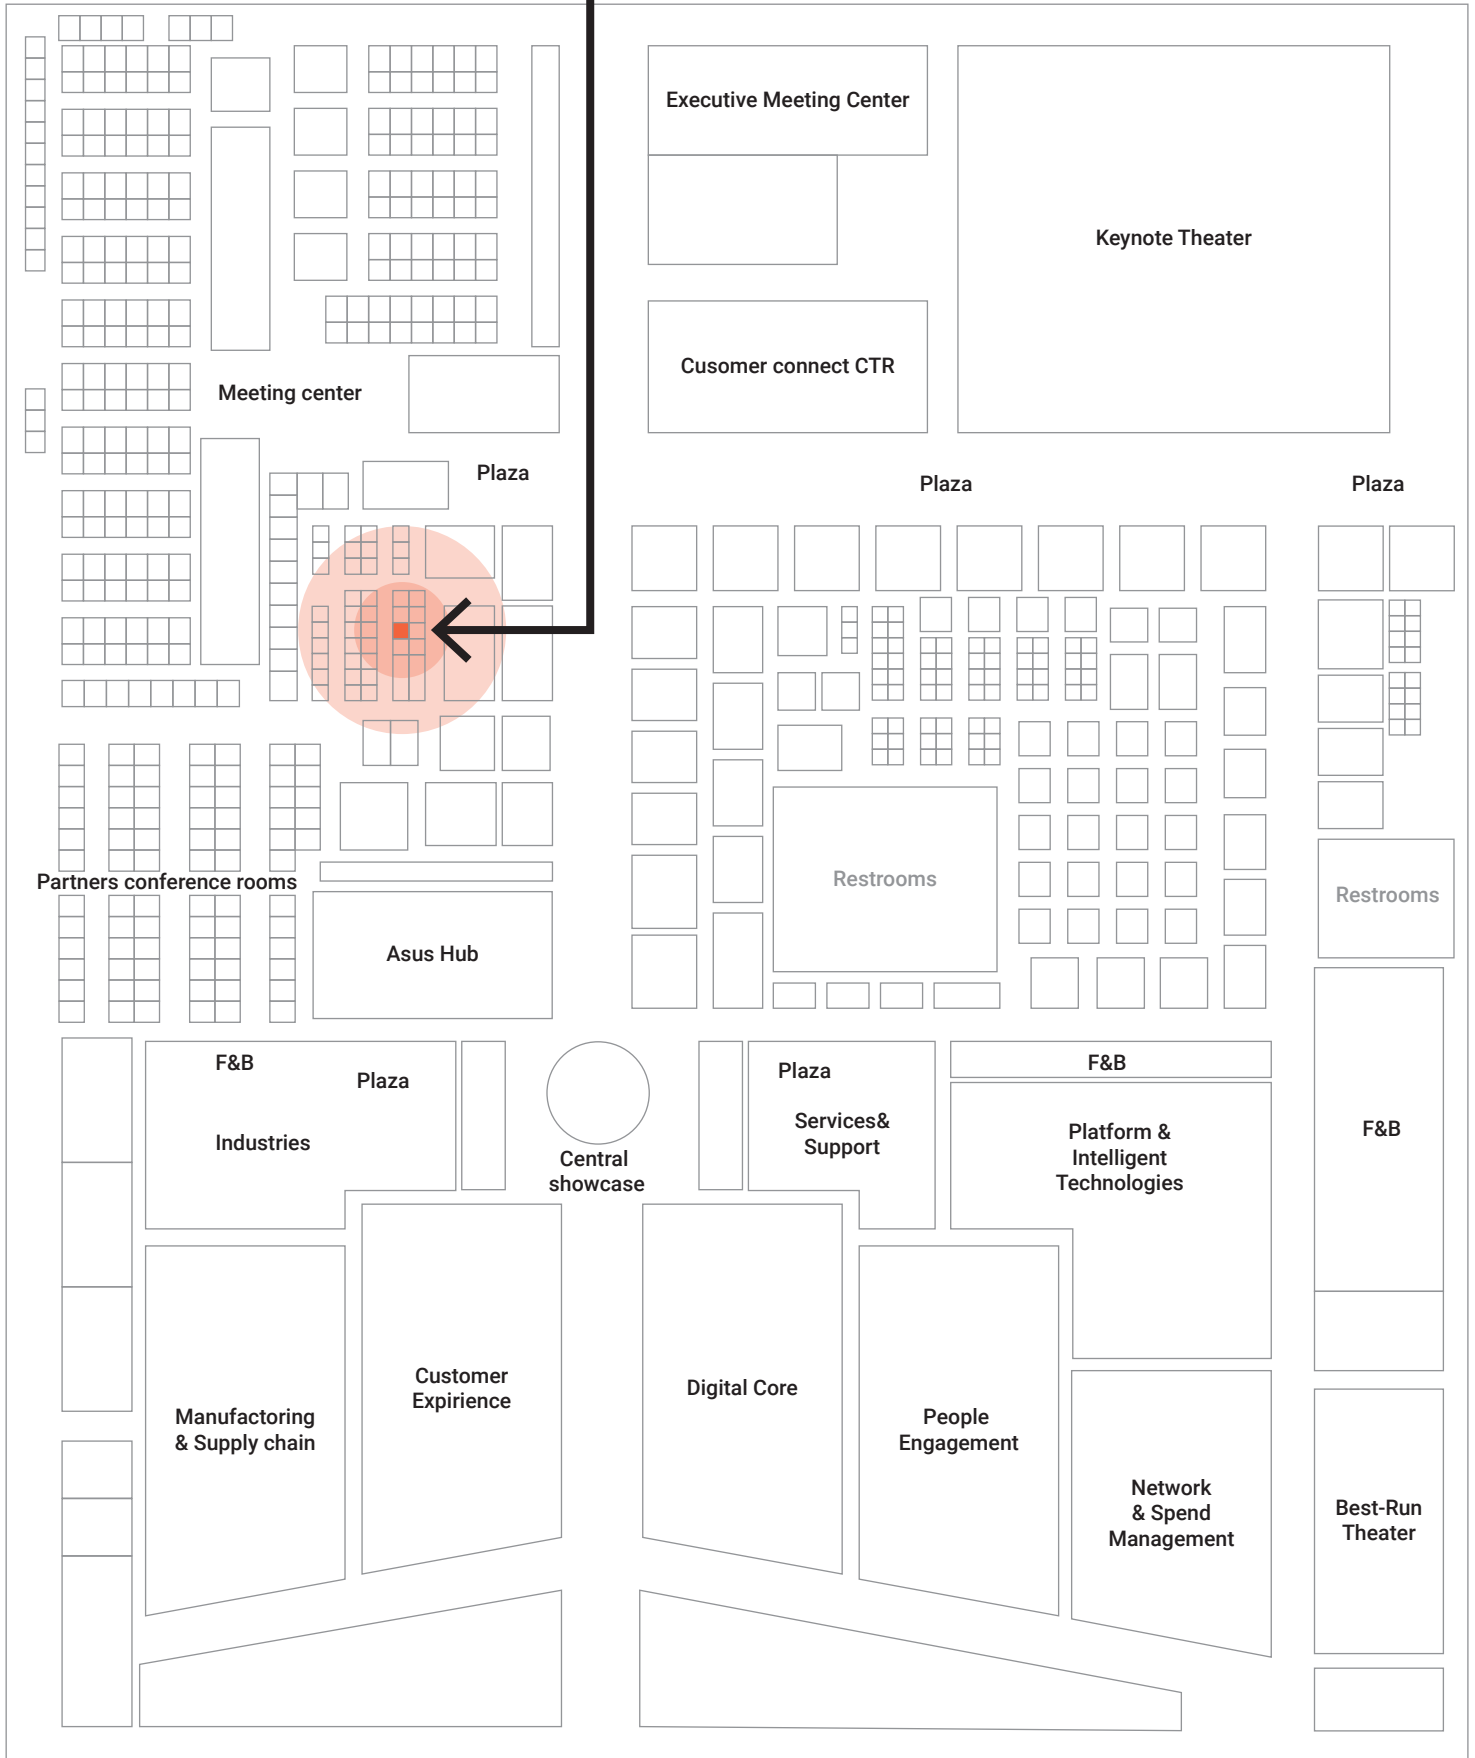 Executive Meeting Center
Keynote Theater
Cusomer connect CTR
Meeting center
Plaza
Plaza
Plaza
Restrooms
Restrooms
Partners conference rooms
Asus Hub
F&B
Plaza
Industries
Central
showcase
Plaza
Services&
Support
F&B
Platform &
Intelligent
Technologies
F&B
Manufactoring
& Supply chain
Customer
Expirience
Digital Core
People
Engagement
Network
& Spend
Management
Best-Run
Theater